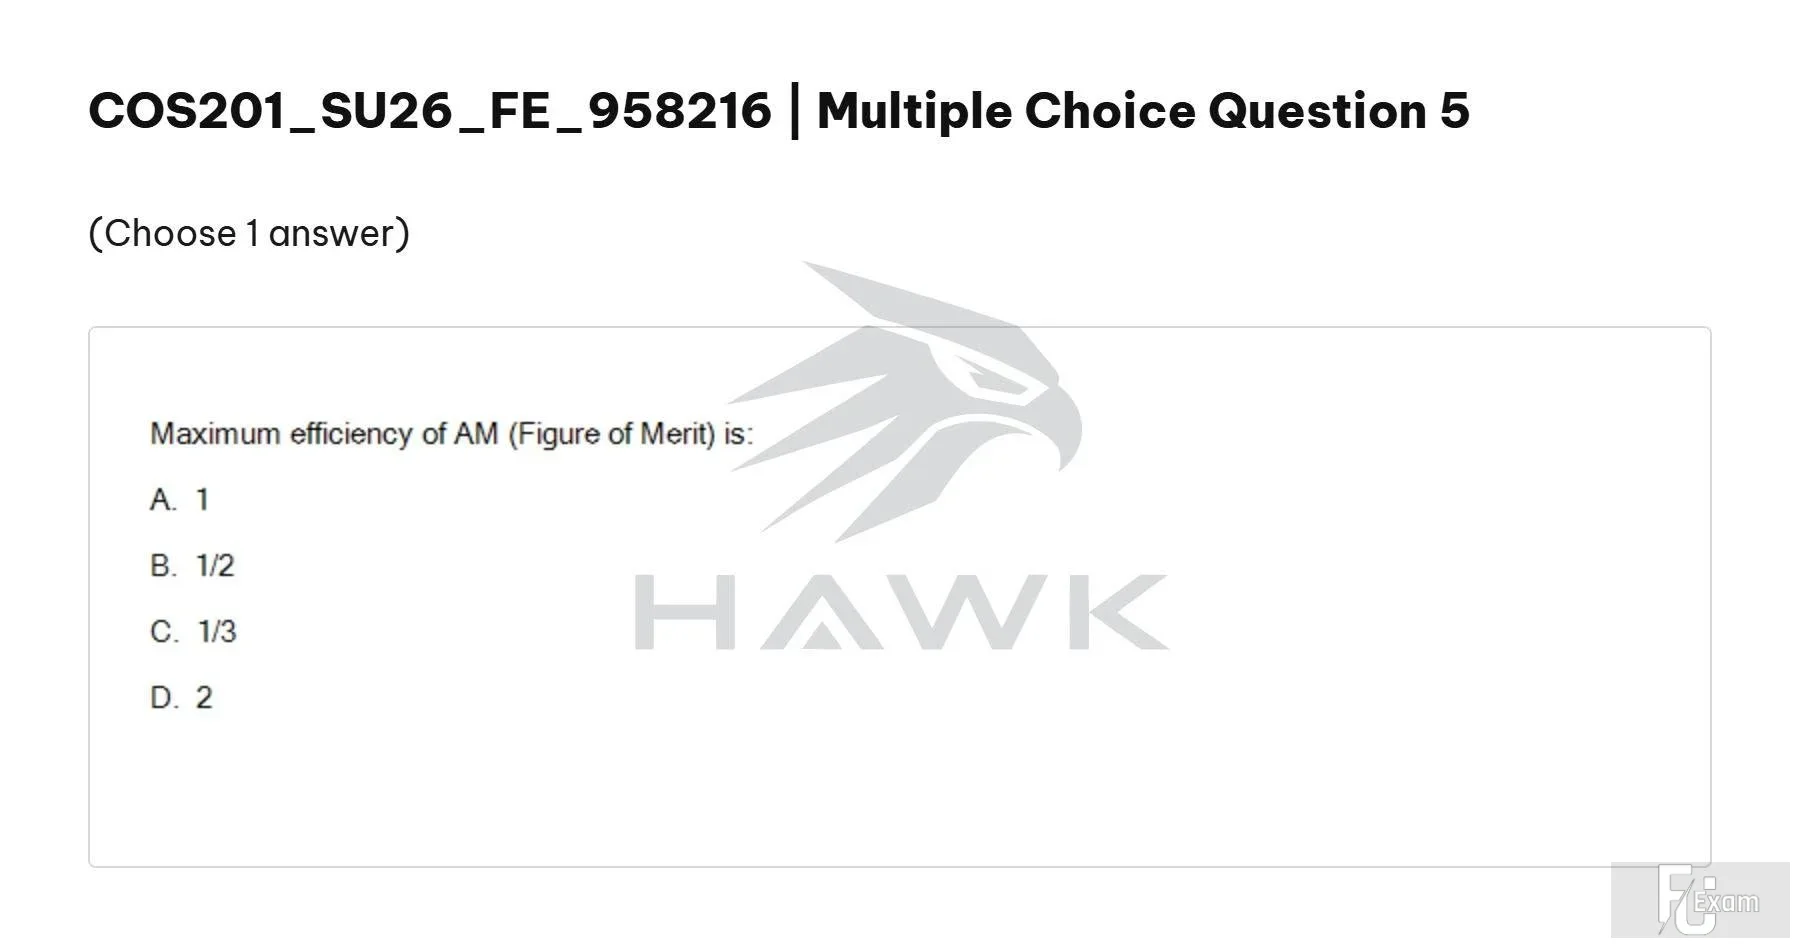 COS201_SU26_FE_958216 | Multiple Choice Question 5
(Choose 1 answer)
Maximum efficiency of AM (Figure of Merit) is:
A. 1
B. 1/2
C. 1/3
D. 2
HAWK
FU Exam